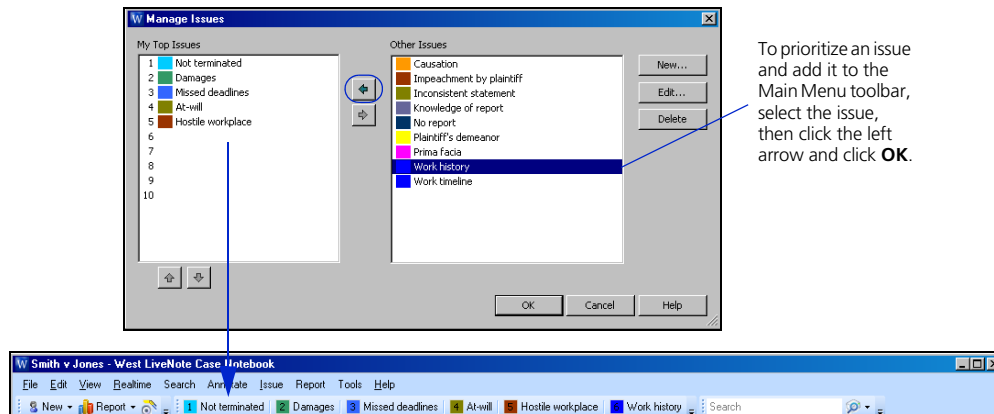 Manage Issues
My Top Issues
1 Not terminated
2 Damages
3 Missed deadlines
4 At-will
5 Hostile workplace
6
7
8
9
10
Other Issues
Causation
Impeachment by plaintiff
Inconsistent statement
Knowledge of report
No report
Plaintiff's demeanor
Prima facia
Work history
Work timeline
New...
Edit...
Delete
OK Cancel Help
To prioritize an issue
and add it to the
Main Menu toolbar,
select the issue,
then click the left
arrow and click OK.
Smith v Jones - West LiveNote Case Notebook
File Edit View Realtime Search Annotate Issue Report Tools Help
New Report 1 Not terminated 2 Damages 3 Missed deadlines 4 At-will 5 Hostile workplace Work history Search